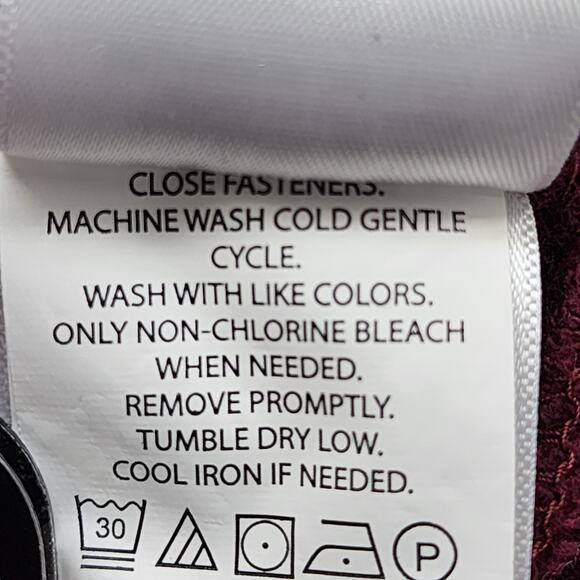 CLOSE FASTENERS.
MACHINE WASH COLD GENTLE
CYCLE.
WASH WITH LIKE COLORS.
ONLY NON-CHLORINE BLEACH
WHEN NEEDED.
REMOVE PROMPTLY.
TUMBLE DRY LOW.
COOL IRON IF NEEDED.
30 P